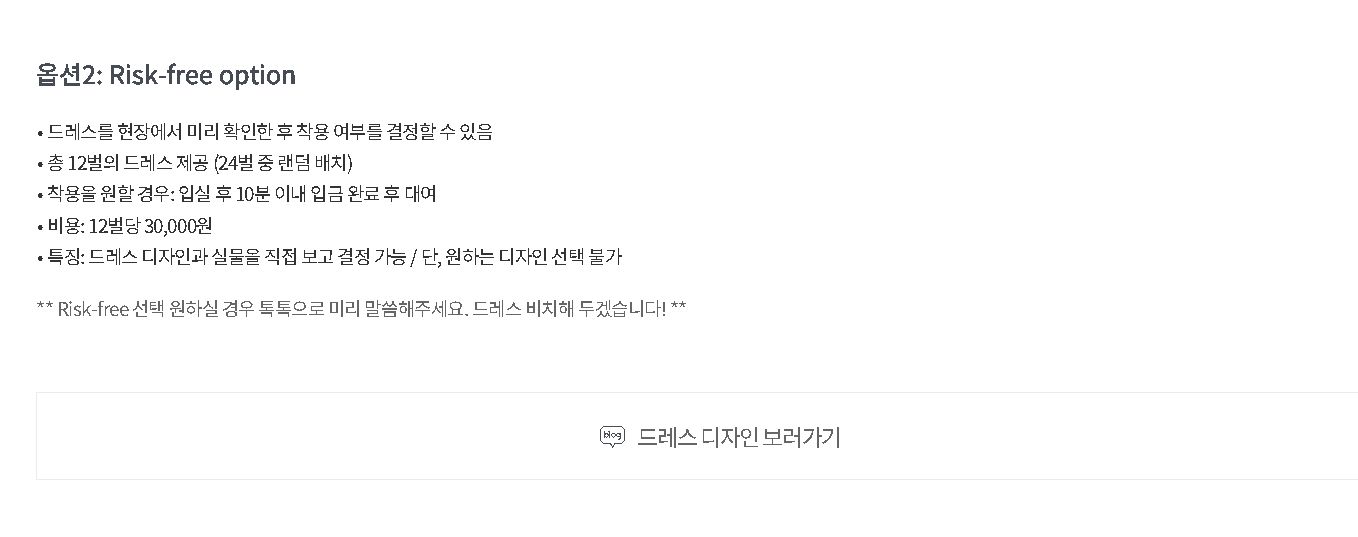 옵션2: Risk-free option
• 드레스를 현장에서 미리 확인한 후 착용 여부를 결정할 수 있음
• 총 12벌의 드레스 제공 (24벌 중 랜덤 배치)
• 착용을 원할 경우: 입실 후 10분 이내 입금 완료 후 대여
• 비용: 12벌당 30,000원
• 특징: 드레스 디자인과 실물을 직접 보고 결정 가능 / 단, 원하는 디자인 선택 불가
** Risk-free 선택 원하실 경우 톡톡으로 미리 말씀해주세요. 드레스 비치해 두겠습니다! **
blog 드레스 디자인 보러가기